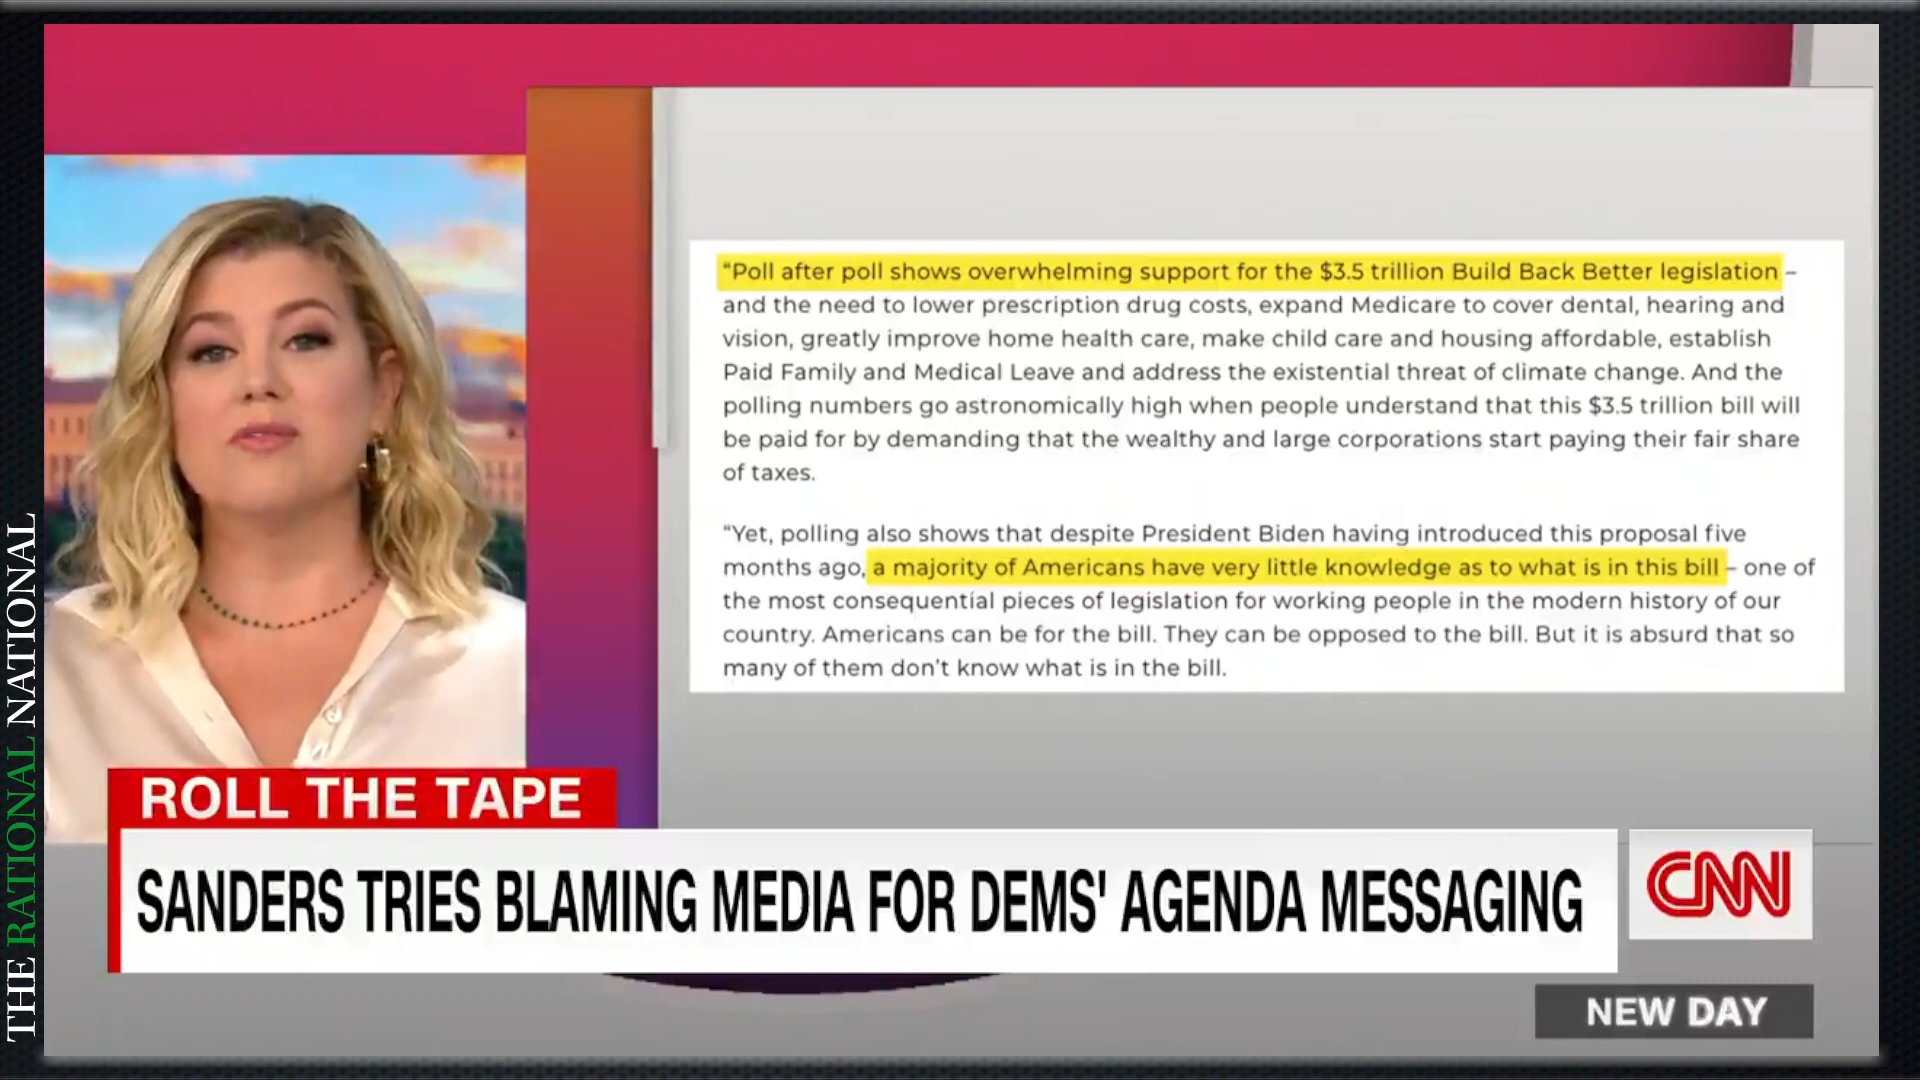 “Poll after poll shows overwhelming support for the $3.5 trillion Build Back Better legislation –
and the need to lower prescription drug costs, expand Medicare to cover dental, hearing and
vision, greatly improve home health care, make child care and housing affordable, establish
Paid Family and Medical Leave and address the existential threat of climate change. And the
polling numbers go astronomically high when people understand that this $3.5 trillion bill will
be paid for by demanding that the wealthy and large corporations start paying their fair share
of taxes.
“Yet, polling also shows that despite President Biden having introduced this proposal five
months ago, a majority of Americans have very little knowledge as to what is in this bill – one of
the most consequential pieces of legislation for working people in the modern history of our
country. Americans can be for the bill. They can be opposed to the bill. But it is absurd that so
many of them don’t know what is in the bill.
ROLL THE TAPE
SANDERS TRIES BLAMING MEDIA FOR DEMS' AGENDA MESSAGING
CNN
NEW DAY
THE RATIONAL NATIONAL